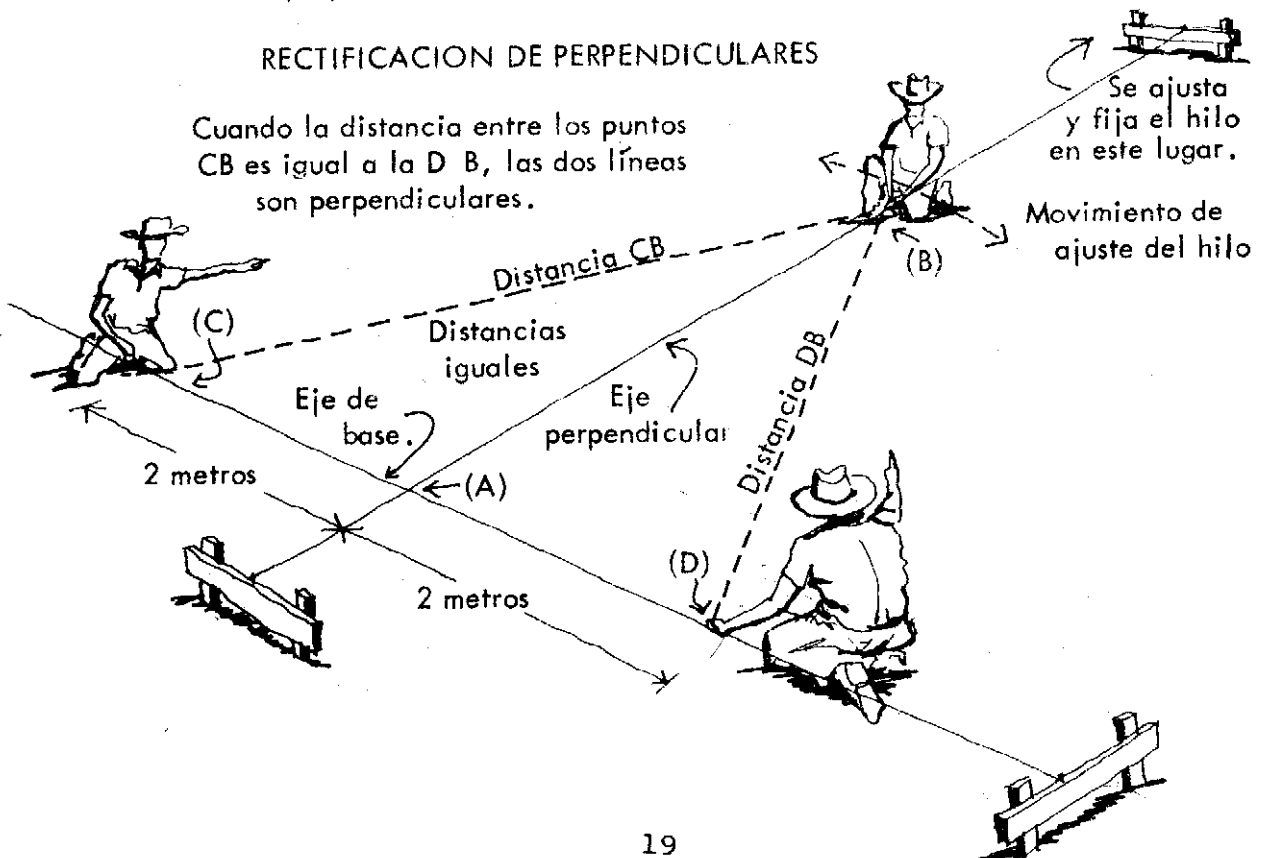 RECTIFICACION DE PERPENDICULARES
Cuando la distancia entre los puntos
CB es igual a la D B, las dos líneas
son perpendiculares.
Se ajusta
y fija el hilo
en este lugar.
Movimiento de
ajuste del hilo
(B)
Distancia CB
(C)
Distancias
iguales
Eje de
base.
Eje
perpendicular
Distancia DB
2 metros
(A)
(D)
2 metros
19